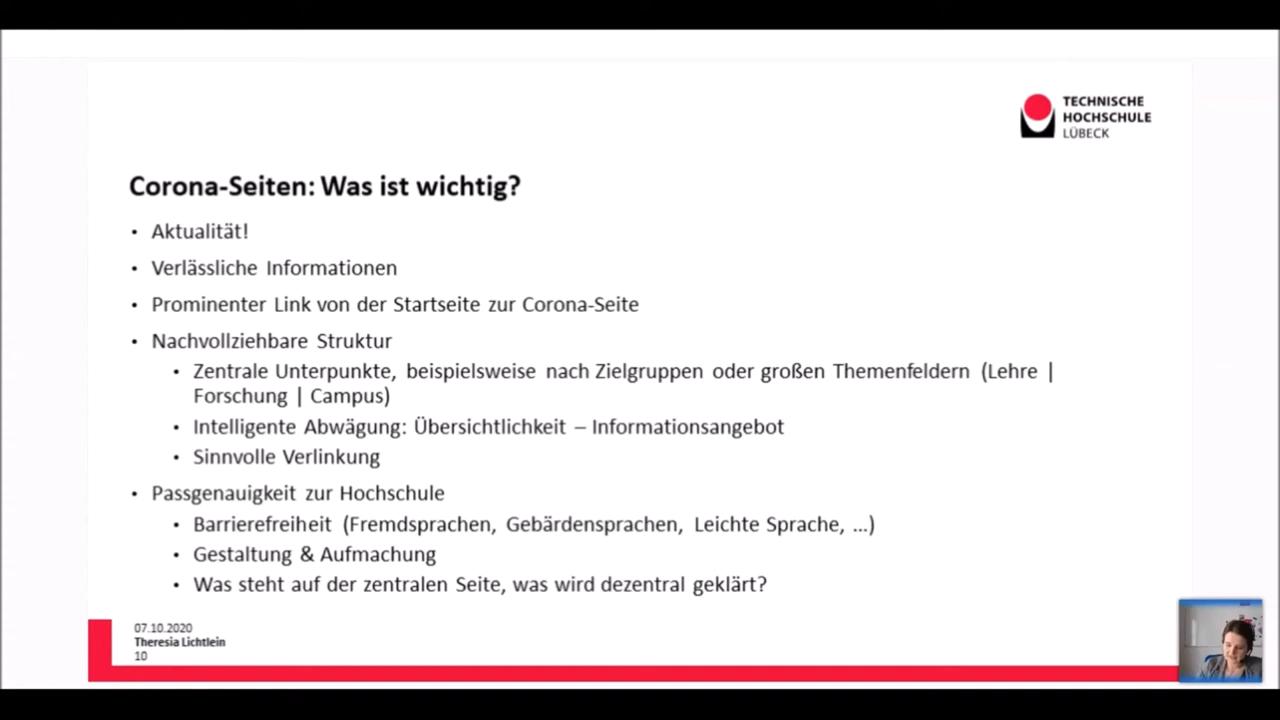 TECHNISCHE
HOCHSCHULE
LÜBECK
Corona-Seiten: Was ist wichtig?
• Aktualität!
• Verlässliche Informationen
• Prominenter Link von der Startseite zur Corona-Seite
• Nachvollziehbare Struktur
• Zentrale Unterpunkte, beispielsweise nach Zielgruppen oder großen Themenfeldern (Lehre |
Forschung | Campus)
• Intelligente Abwägung: Übersichtlichkeit – Informationsangebot
• Sinnvolle Verlinkung
• Passgenauigkeit zur Hochschule
• Barrierefreiheit (Fremdsprachen, Gebärdensprachen, Leichte Sprache, ...)
• Gestaltung & Aufmachung
• Was steht auf der zentralen Seite, was wird dezentral geklärt?
07.10.2020
Theresia Lichtlein
10